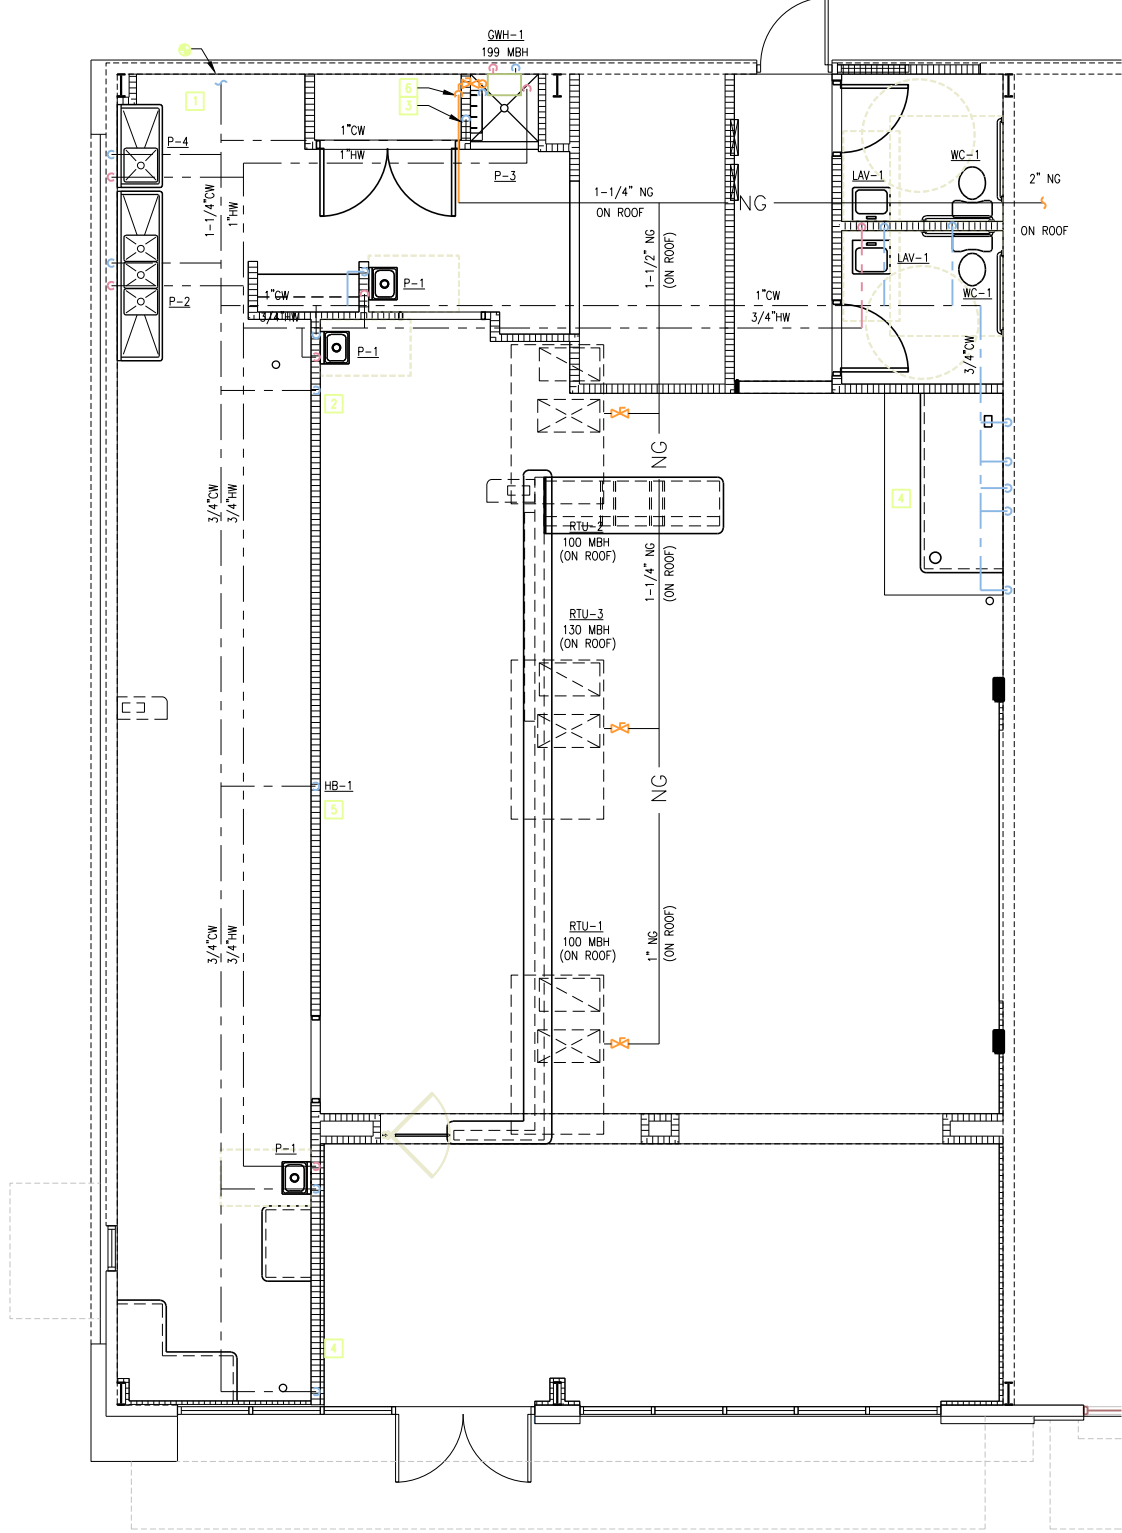 GWH-1
199 MBH
6
3
1
1"CW
1"HW
P-4
P-3
1-1/4"CW
1"HW
1-1/4" NG
ON ROOF
NG
WC-1
LAV-1
2" NG
ON ROOF
1-1/2" NG
(ON ROOF)
LAV-1
WC-1
P-2
1"CW
3/4"HW
P-1
1"CW
3/4"HW
3/4"CW
P-1
2
NG
3/4"CW
3/4"HW
4
RTU-2
100 MBH
(ON ROOF)
1-1/4" NG
(ON ROOF)
RTU-3
130 MBH
(ON ROOF)
HB-1
5
NG
3/4"CW
3/4"HW
RTU-1
100 MBH
(ON ROOF)
1" NG
(ON ROOF)
P-1
4